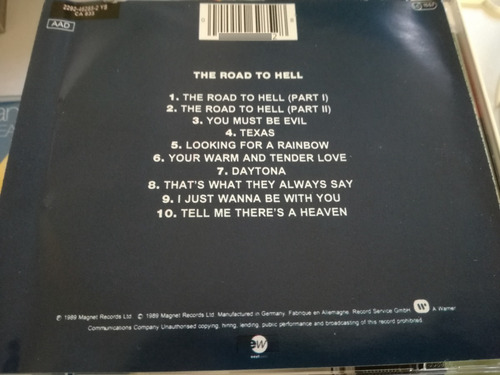 CA 835
AAD
THE ROAD TO HELL
1. THE ROAD TO HELL (PART I)
2. THE ROAD TO HELL (PART II)
3. YOU MUST BE EVIL
4. TEXAS
5. LOOKING FOR A RAINBOW
6. YOUR WARM AND TENDER LOVE
7. DAYTONA
8. THAT'S WHAT THEY ALWAYS SAY
9. I JUST WANNA BE WITH YOU
10. TELL ME THERE'S A HEAVEN
℗ 1989 Magnet Records Ltd. © 1989 Magnet Records Ltd. Manufactured in Germany. Fabriqué en Allemagne. Record Service GmbH. A Warner
Communications Company Unauthorised copying, hiring, lending, public performance and broadcasting of this record prohibited.
ew